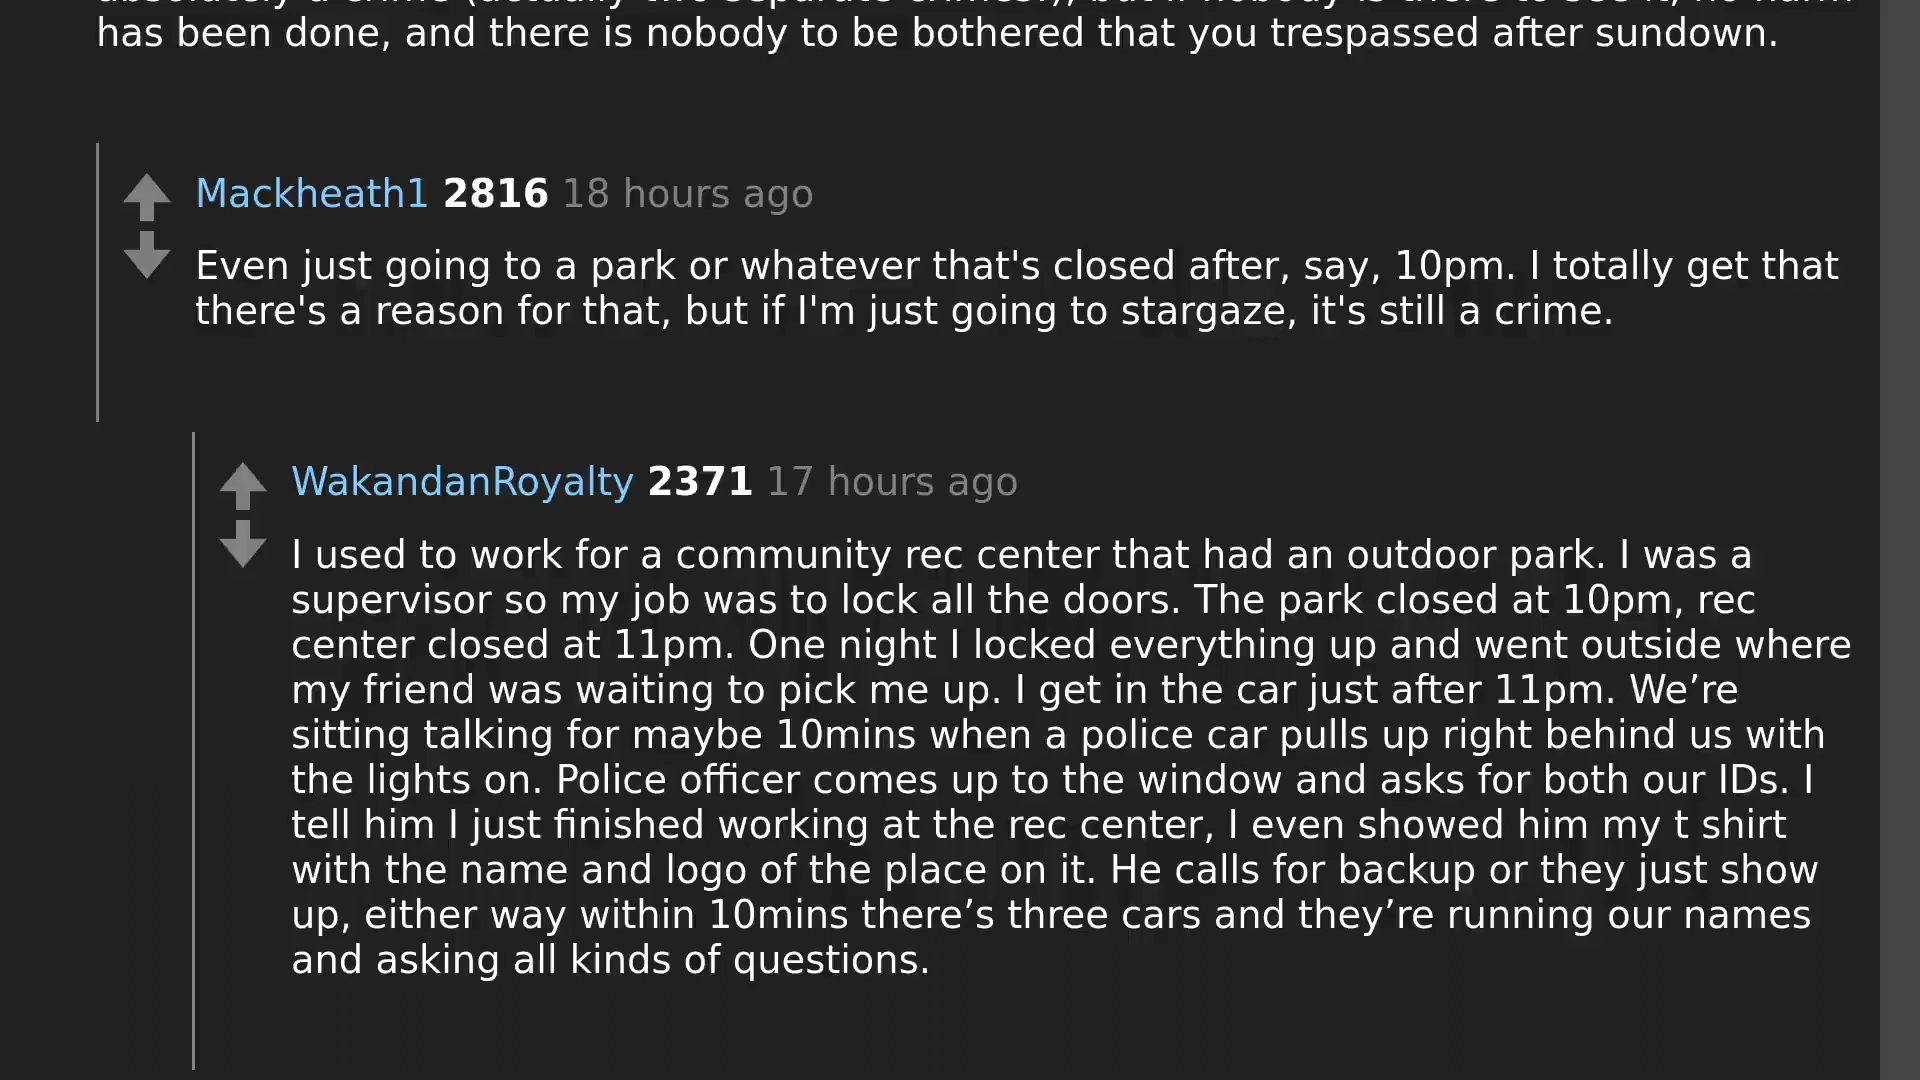 has been done, and there is nobody to be bothered that you trespassed after sundown.
Mackheath1 2816 18 hours ago
Even just going to a park or whatever that's closed after, say, 10pm. I totally get that
there's a reason for that, but if I'm just going to stargaze, it's still a crime.
WakandanRoyalty 2371 17 hours ago
I used to work for a community rec center that had an outdoor park. I was a
supervisor so my job was to lock all the doors. The park closed at 10pm, rec
center closed at 11pm. One night I locked everything up and went outside where
my friend was waiting to pick me up. I get in the car just after 11pm. We’re
sitting talking for maybe 10mins when a police car pulls up right behind us with
the lights on. Police officer comes up to the window and asks for both our IDs. I
tell him I just finished working at the rec center, I even showed him my t shirt
with the name and logo of the place on it. He calls for backup or they just show
up, either way within 10mins there’s three cars and they’re running our names
and asking all kinds of questions.